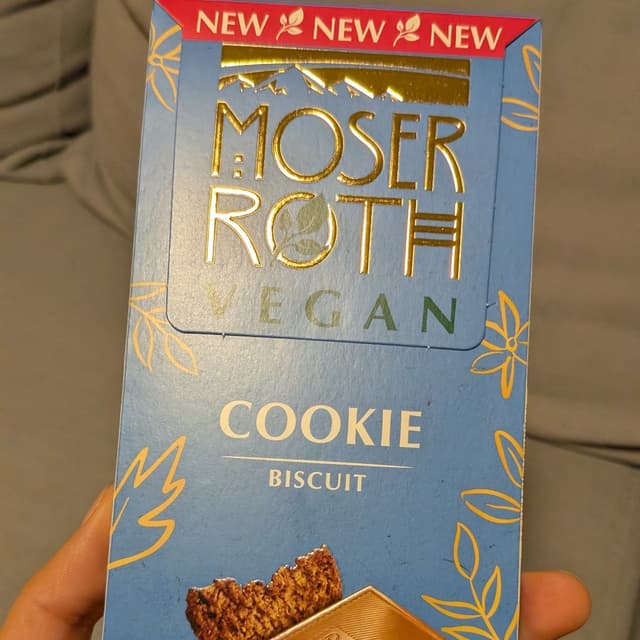 NEW NEW NEW
MOSER
ROTH
VEGAN
COOKIE
BISCUIT